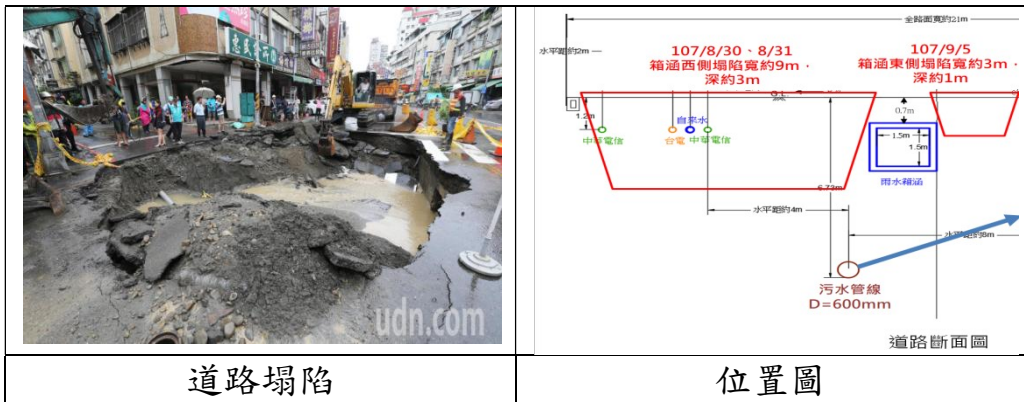 忠民診所
udn.com
道路塌陷
全路面寬約21m
水平距約2m
107/8/30、8/31
箱涵西側塌陷寬約9m，
深約3m
107/9/5
箱涵東側塌陷寬約3m，
深約1m
G.L.
1.2m
自來水
中華電信
台電
中華電信
0.7m
1.5m
1.5m
雨水箱涵
6.73m
水平距約4m
水平距約8m
污水管線
D=600mm
道路斷面圖
位置圖